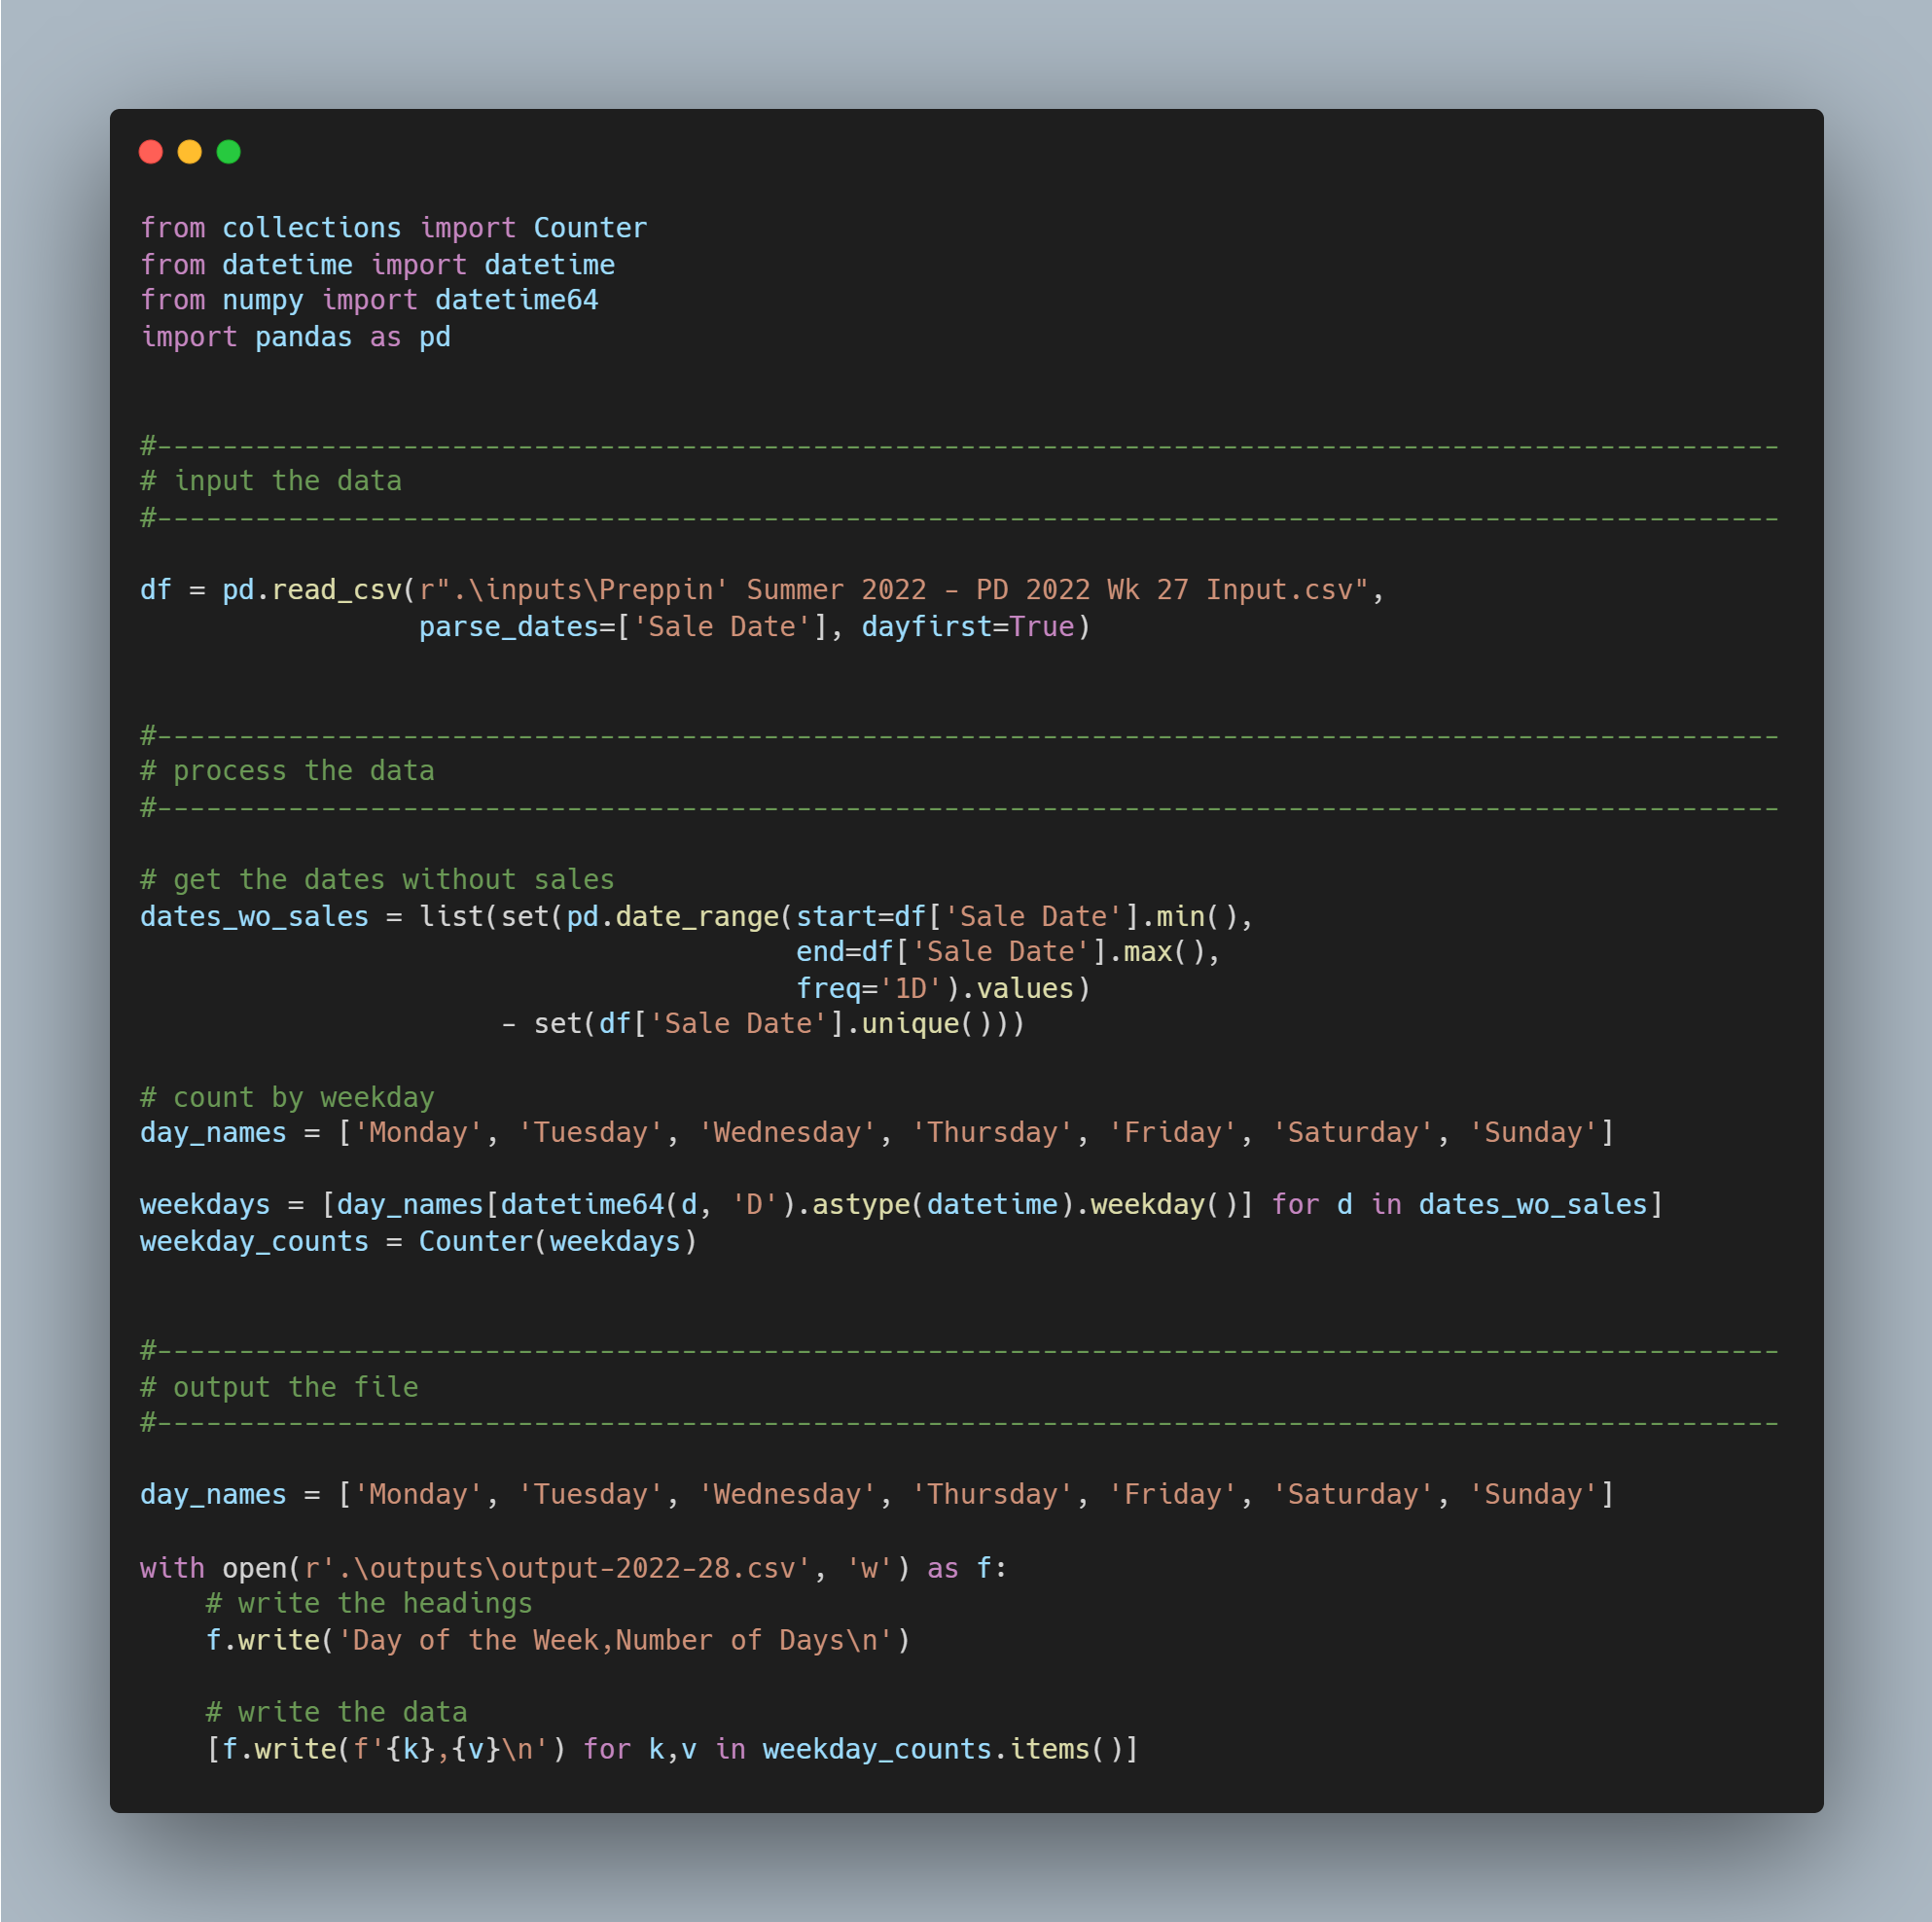 from collections import Counter
from datetime import datetime
from numpy import datetime64
import pandas as pd
#---------------------------------------------------------------------------------------------------
# input the data
#---------------------------------------------------------------------------------------------------
df = pd.read_csv(r".\inputs\Preppin' Summer 2022 - PD 2022 Wk 27 Input.csv",
                 parse_dates=['Sale Date'], dayfirst=True)
#---------------------------------------------------------------------------------------------------
# process the data
#---------------------------------------------------------------------------------------------------
# get the dates without sales
dates_wo_sales = list(set(pd.date_range(start=df['Sale Date'].min(),
                                        end=df['Sale Date'].max(),
                                        freq='1D').values)
                      - set(df['Sale Date'].unique()))
# count by weekday
day_names = ['Monday', 'Tuesday', 'Wednesday', 'Thursday', 'Friday', 'Saturday', 'Sunday']
weekdays = [day_names[datetime64(d, 'D').astype(datetime).weekday()] for d in dates_wo_sales]
weekday_counts = Counter(weekdays)
#---------------------------------------------------------------------------------------------------
# output the file
#---------------------------------------------------------------------------------------------------
day_names = ['Monday', 'Tuesday', 'Wednesday', 'Thursday', 'Friday', 'Saturday', 'Sunday']
with open(r'.\outputs\output-2022-28.csv', 'w') as f:
    # write the headings
    f.write('Day of the Week,Number of Days\n')
    # write the data
    [f.write(f'{k},{v}\n') for k,v in weekday_counts.items()]